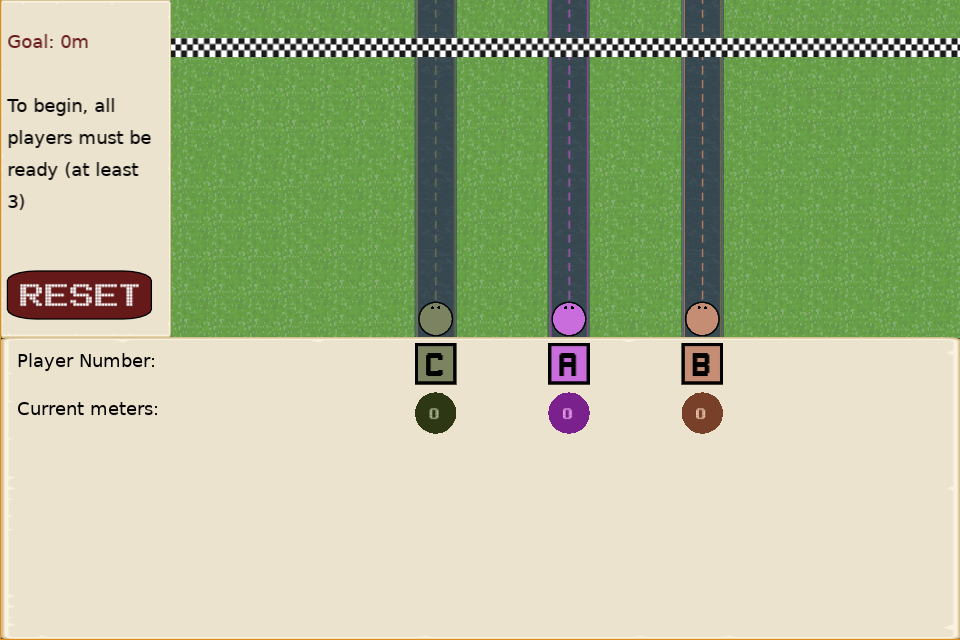 Goal: 0m
To begin, all
players must be
ready (at least
3)
RESET
Player Number:
C A B
Current meters:
0 0 0